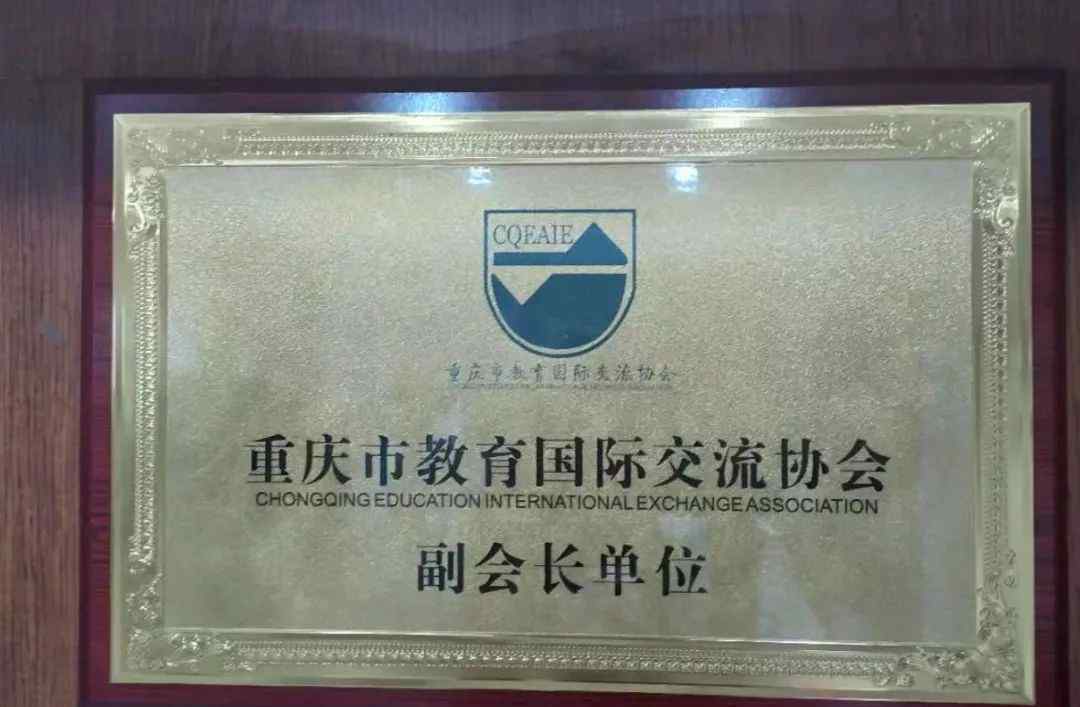 CQEAIE
重庆市教育国际交流协会
重庆市教育国际交流协会
CHONGQING EDUCATION INTERNATIONAL EXCHANGE ASSOCIATION
副会长单位